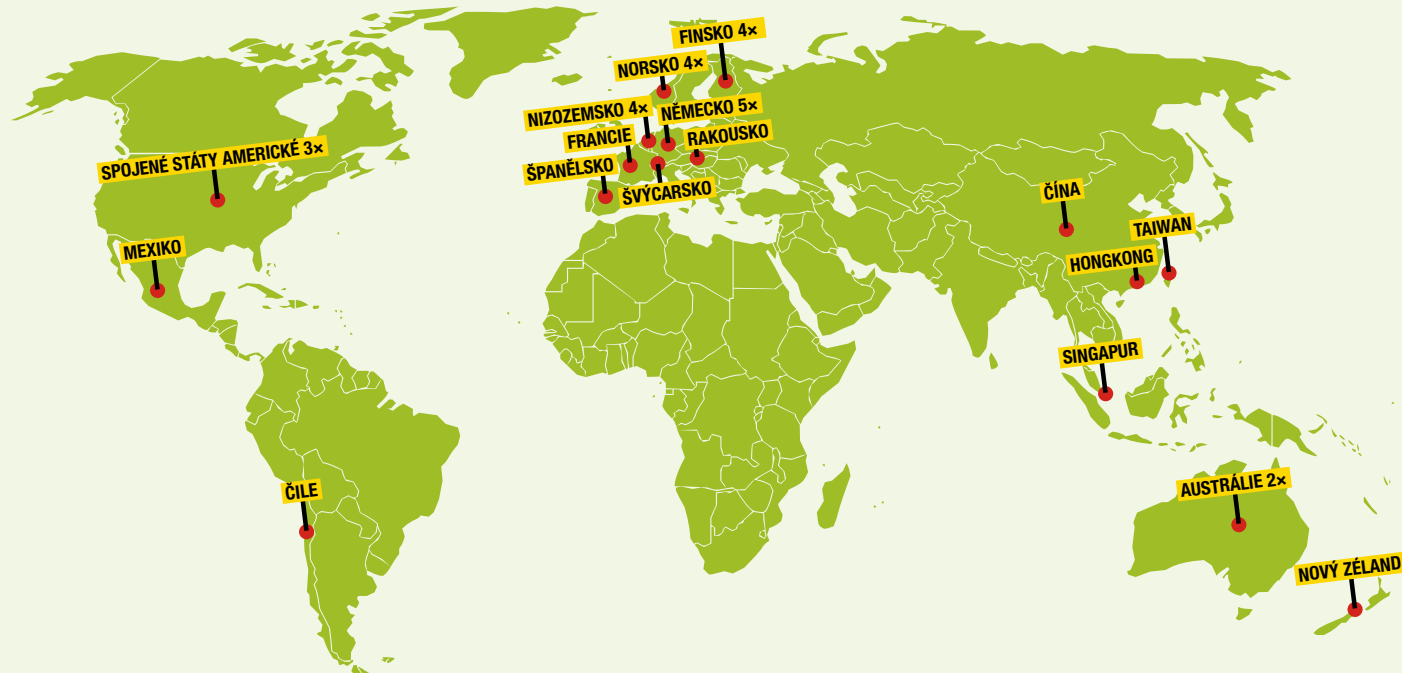 FINSKO 4×
NORSKO 4×
NIZOZEMSKO 4×
NĚMECKO 5×
FRANCIE
RAKOUSKO
ŠPANĚLSKO
ŠVÝCARSKO
SPOJENÉ STÁTY AMERICKÉ 3×
MEXIKO
ČILE
ČÍNA
TAIWAN
HONGKONG
SINGAPUR
AUSTRÁLIE 2×
NOVÝ ZÉLAND